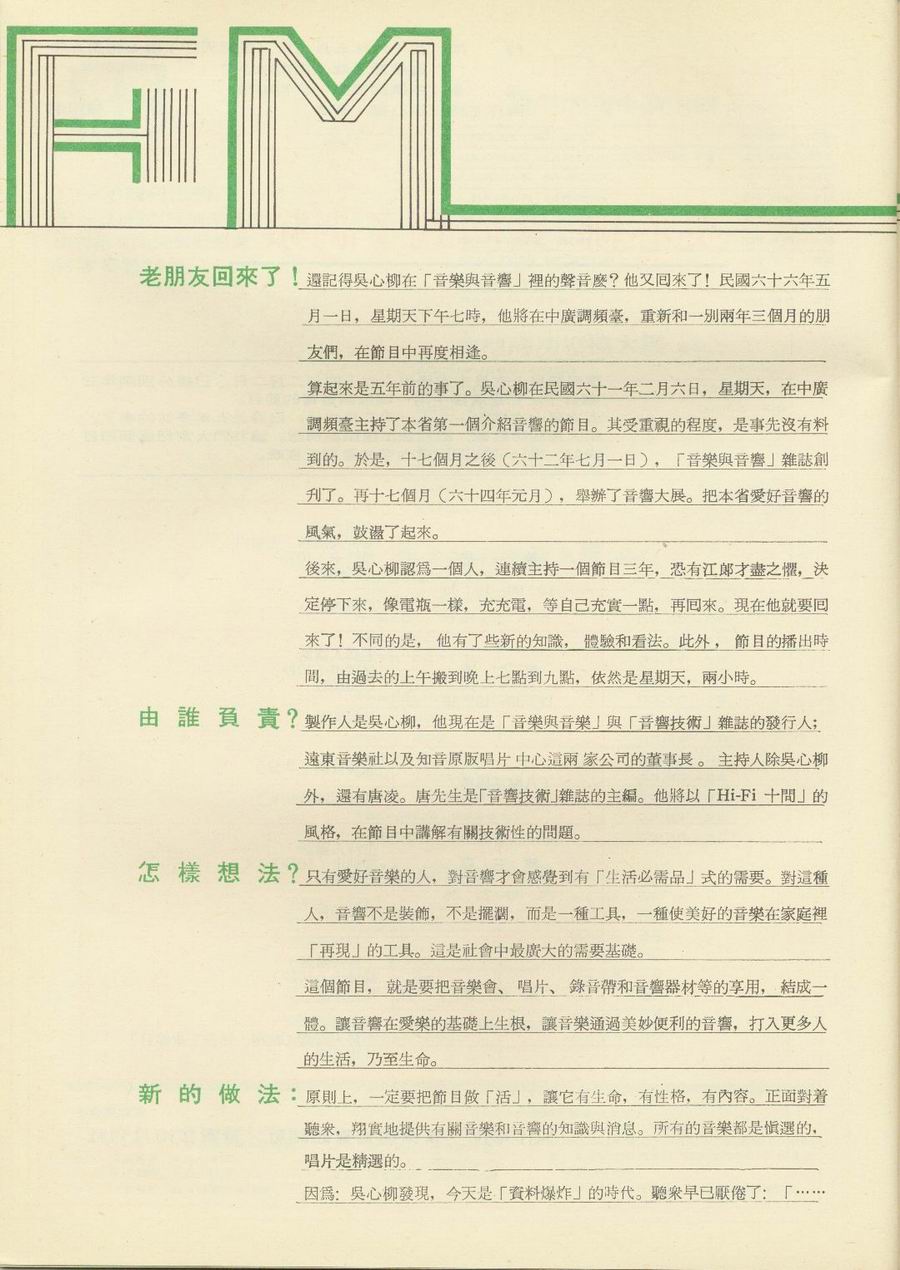 FM
老朋友回來了！還記得吳心柳在「音樂與音響」裡的聲音麼？他又回來了！民國六十六年五
月一日，星期天下午七時，他將在中廣調頻臺，重新和一別兩年三個月的朋
友們，在節目中再度相逢。
算起來是五年前的事了。吳心柳在民國六十一年二月六日，星期天，在中廣
調頻臺主持了本省第一個介紹音響的節目。其受重視的程度，是事先沒有料
到的。於是，十七個月之後（六十二年七月一日），「音樂與音響」雜誌創
刋了。再十七個月（六十四年元月），舉辦了音響大展。把本省愛好音響的
風氣，鼓盪了起來。
後來，吳心柳認爲一個人，連續主持一個節目三年，恐有江郎才盡之懼，決
定停下來，像電瓶一樣，充充電，等自己充實一點，再回來。現在他就要回
來了！不同的是，他有了些新的知識，體驗和看法。此外，節目的播出時
間，由過去的上午搬到晚上七點到九點，依然是星期天，兩小時。
由誰負責？製作人是吳心柳，他現在是「音樂與音樂」與「音響技術」雜誌的發行人；
遠東音樂社以及知音原版唱片中心這兩家公司的董事長。主持人除吳心柳
外，還有唐凌。唐先生是「音響技術」雜誌的主編。他將以「Hi-Fi 十問」的
風格，在節目中講解有關技術性的問題。
怎樣想法？只有愛好音樂的人，對音響才會感覺到有「生活必需品」式的需要。對這種
人，音響不是裝飾，不是擺濶，而是一種工具，一種使美好的音樂在家庭裡
「再現」的工具。這是社會中最廣大的需要基礎。
這個節目，就是要把音樂會、唱片、錄音帶和音響器材等的享用，結成一
體。讓音響在愛樂的基礎上生根，讓音樂通過美妙便利的音響，打入更多人
的生活，乃至生命。
新的做法：原則上，一定要把節目做「活」，讓它有生命，有性格，有內容。正面對着
聽衆，翔實地提供有關音樂和音響的知識與消息。所有的音樂都是愼選的，
唱片是精選的。
因爲：吳心柳發現，今天是「資料爆炸」的時代。聽衆早已厭倦了：「……